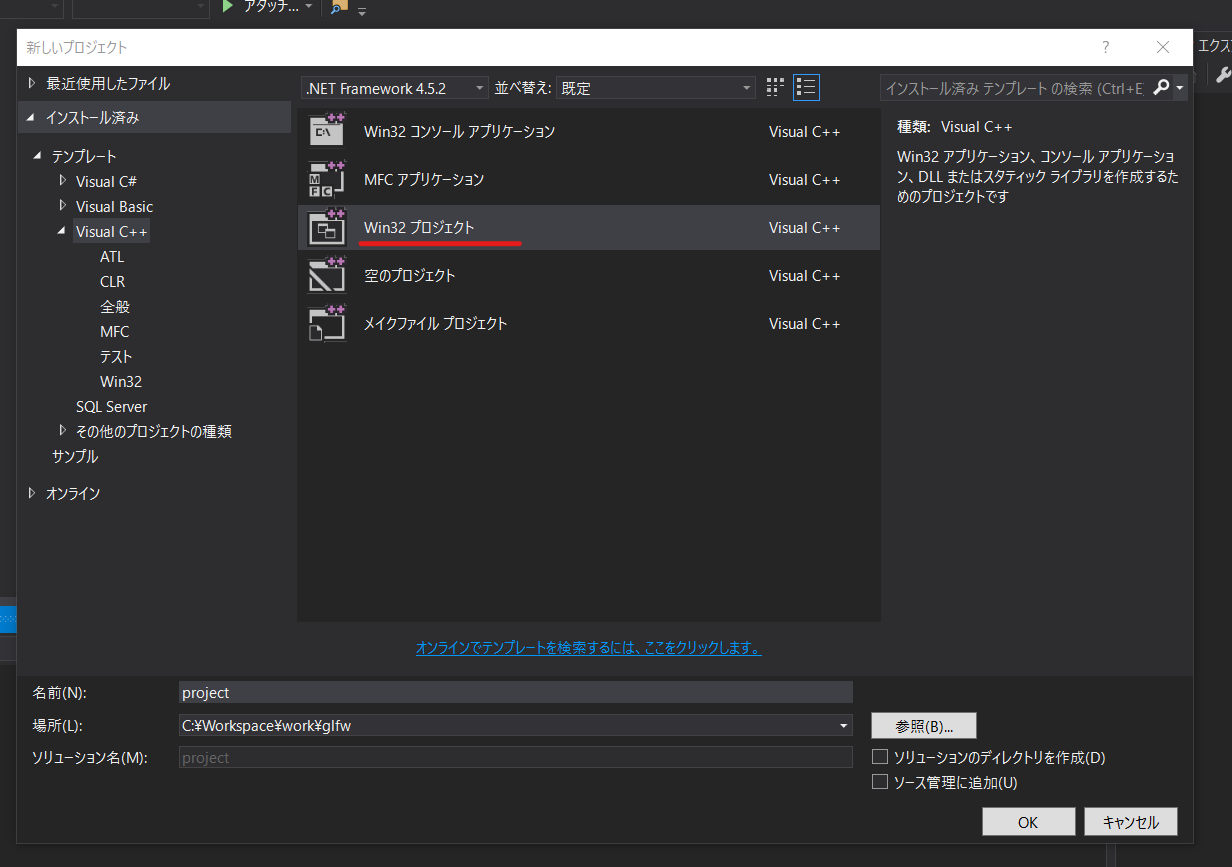 アタッチ...
新しいプロジェクト
?
エクス
最近使用したファイル
.NET Framework 4.5.2
並べ替え:
既定
インストール済み テンプレート の検索 (Ctrl+E)
インストール済み
テンプレート
Visual C#
Visual Basic
Visual C++
ATL
CLR
全般
MFC
テスト
Win32
SQL Server
その他のプロジェクトの種類
サンプル
オンライン
Win32 コンソール アプリケーション
Visual C++
MFC アプリケーション
Visual C++
Win32 プロジェクト
Visual C++
空のプロジェクト
Visual C++
メイクファイル プロジェクト
Visual C++
種類: Visual C++
Win32 アプリケーション、コンソール アプリケーショ
ン、DLL またはスタティック ライブラリを作成するた
めのプロジェクトです
オンラインでテンプレートを検索するには、ここをクリックします。
名前(N):
project
場所(L):
C:¥Workspace¥work¥glfw
参照(B)...
ソリューション名(M):
project
ソリューションのディレクトリを作成(D)
ソース管理に追加(U)
OK
キャンセル